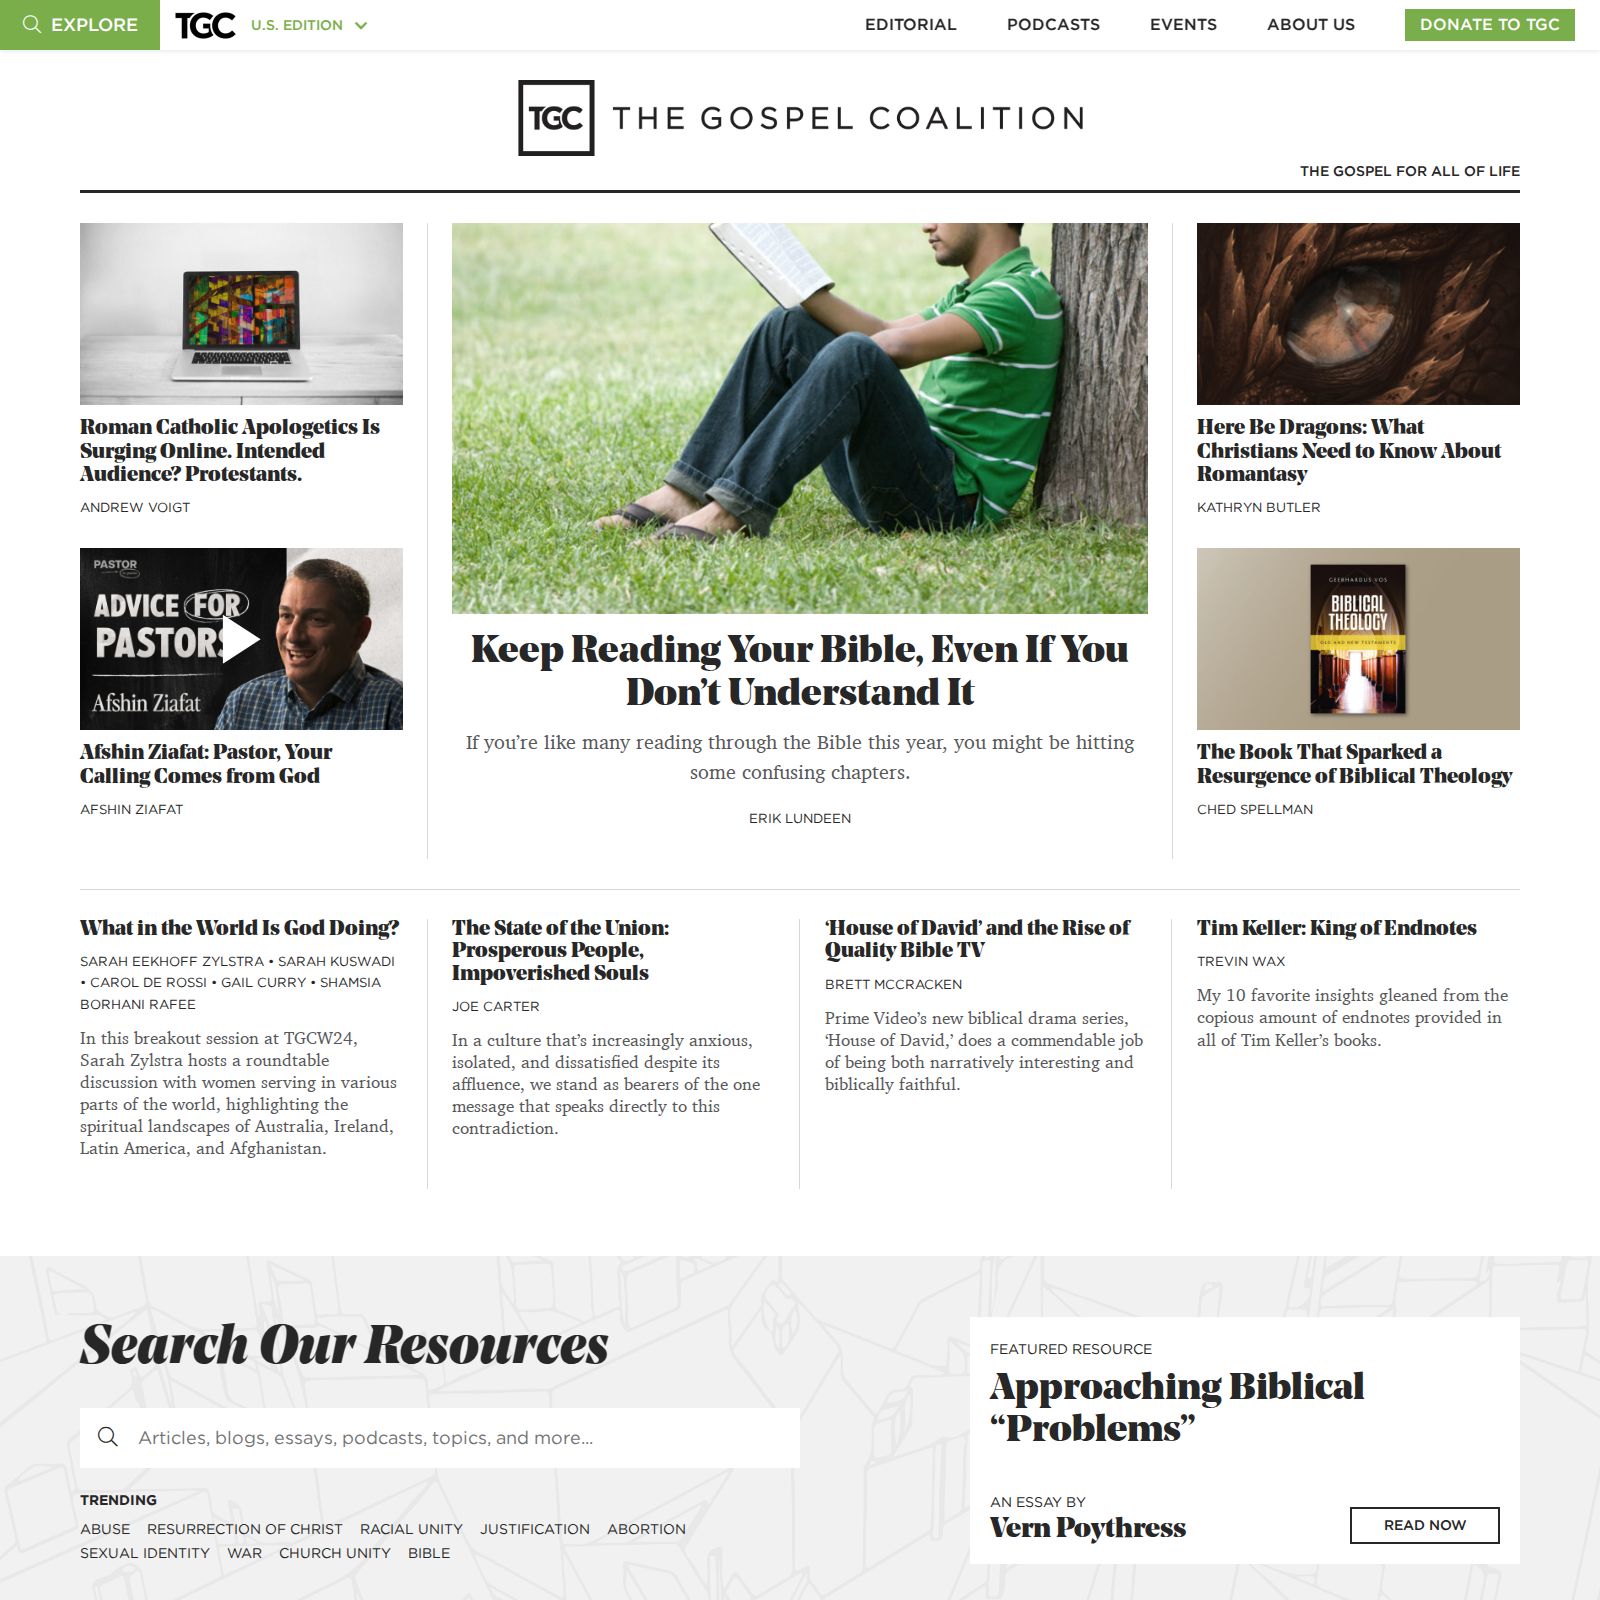 EXPLORE
TGC
U.S. EDITION
EDITORIAL
PODCASTS
EVENTS
ABOUT US
DONATE TO TGC
TGC
THE GOSPEL COALITION
THE GOSPEL FOR ALL OF LIFE
Roman Catholic Apologetics Is
Surging Online. Intended
Audience? Protestants.
ANDREW VOIGT
PASTOR
ADVICE FOR
PASTORS
Afshin Ziafat
Afshin Ziafat: Pastor, Your
Calling Comes from God
AFSHIN ZIAFAT
Keep Reading Your Bible, Even If You
Don’t Understand It
If you’re like many reading through the Bible this year, you might be hitting
some confusing chapters.
ERIK LUNDEEN
Here Be Dragons: What
Christians Need to Know About
Romantasy
KATHRYN BUTLER
GEERHARDUS VOS
BIBLICAL
THEOLOGY
OLD AND NEW TESTAMENTS
The Book That Sparked a
Resurgence of Biblical Theology
CHED SPELLMAN
What in the World Is God Doing?
SARAH EEKHOFF ZYLSTRA • SARAH KUSWADI
• CAROL DE ROSSI • GAIL CURRY • SHAMSIA
BORHANI RAFEE
In this breakout session at TGCW24,
Sarah Zylstra hosts a roundtable
discussion with women serving in various
parts of the world, highlighting the
spiritual landscapes of Australia, Ireland,
Latin America, and Afghanistan.
The State of the Union:
Prosperous People,
Impoverished Souls
JOE CARTER
In a culture that’s increasingly anxious,
isolated, and dissatisfied despite its
affluence, we stand as bearers of the one
message that speaks directly to this
contradiction.
‘House of David’ and the Rise of
Quality Bible TV
BRETT MCCRACKEN
Prime Video’s new biblical drama series,
‘House of David,’ does a commendable job
of being both narratively interesting and
biblically faithful.
Tim Keller: King of Endnotes
TREVIN WAX
My 10 favorite insights gleaned from the
copious amount of endnotes provided in
all of Tim Keller’s books.
Search Our Resources
Articles, blogs, essays, podcasts, topics, and more...
TRENDING
ABUSE RESURRECTION OF CHRIST RACIAL UNITY JUSTIFICATION ABORTION
SEXUAL IDENTITY WAR CHURCH UNITY BIBLE
FEATURED RESOURCE
Approaching Biblical
“Problems”
AN ESSAY BY
Vern Poythress
READ NOW